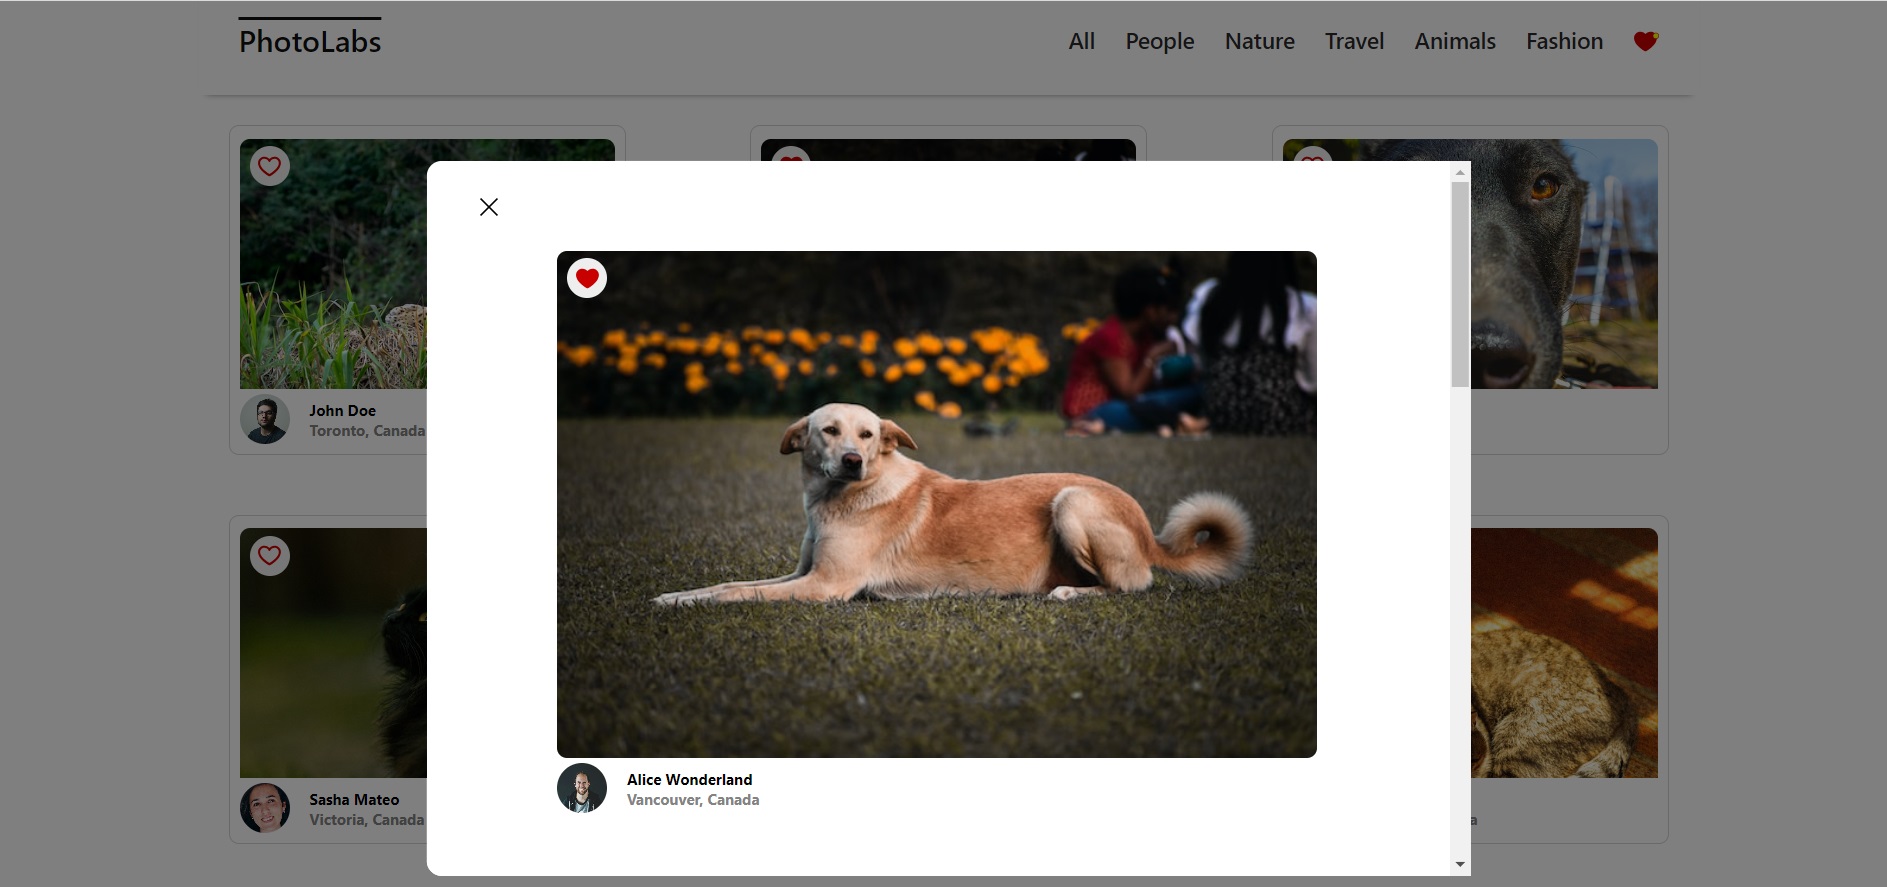 PhotoLabs
All People Nature Travel Animals Fashion
John Doe
Toronto, Canada
Alice Wonderland
Vancouver, Canada
Sasha Mateo
Victoria, Canada